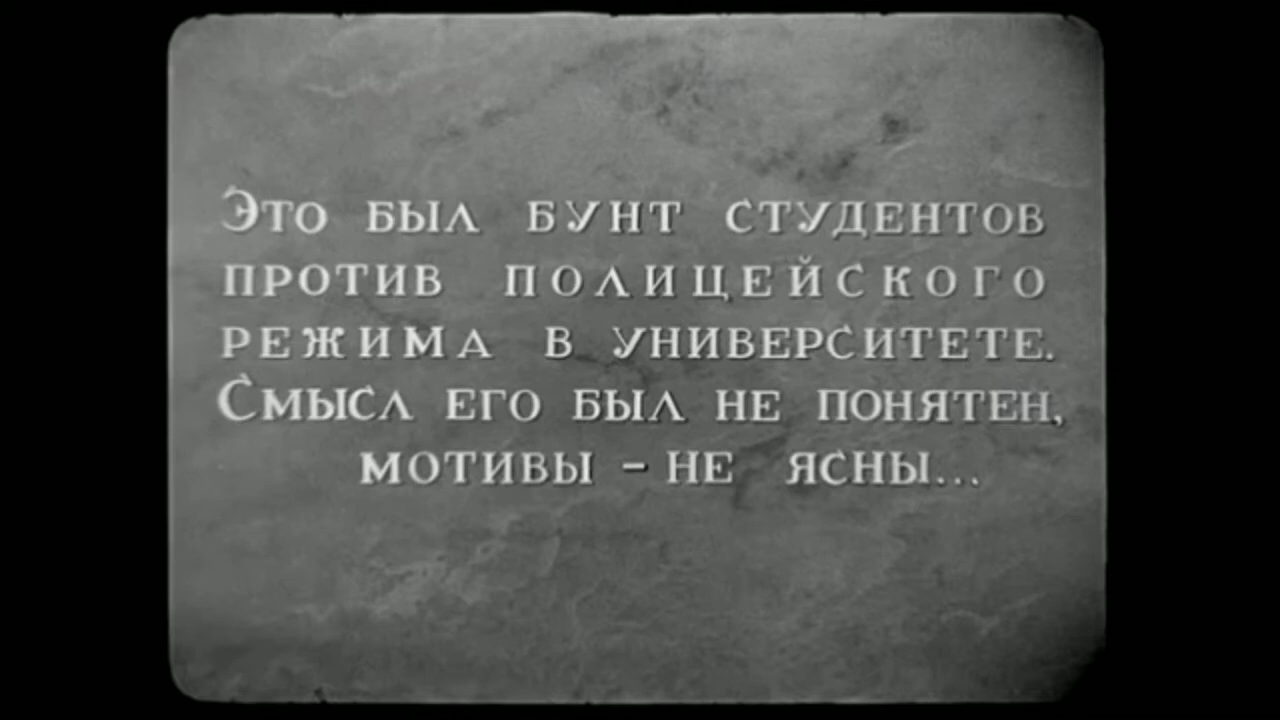 Это был бунт студентов
против полицейского
режима в университете.
Смысл его был не понятен,
мотивы – не ясны...